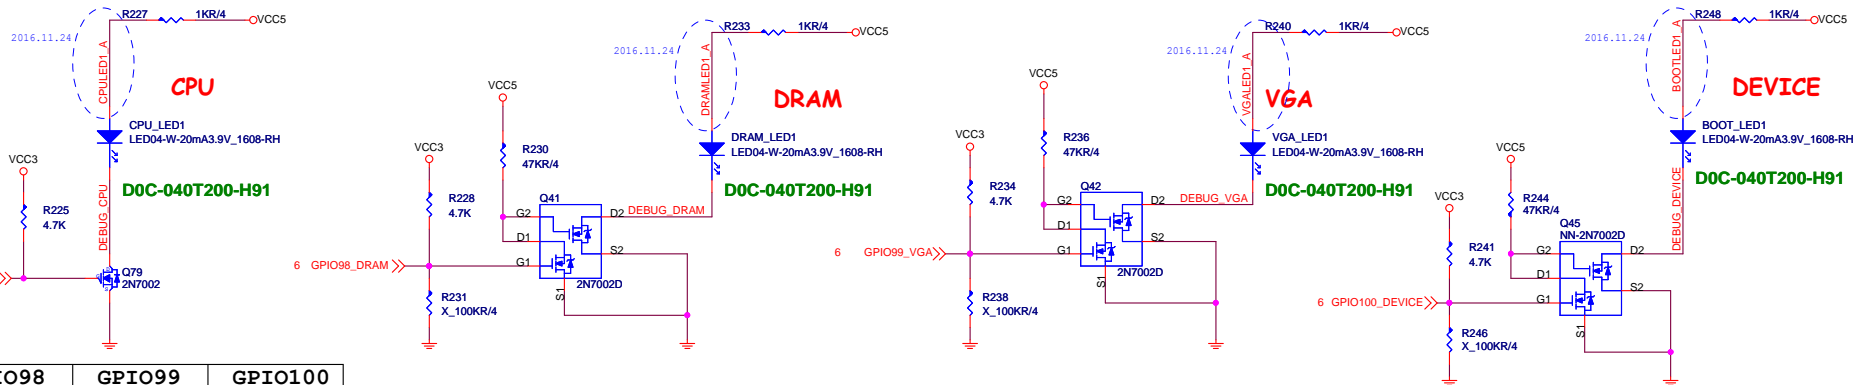 R227 1KR/4 VCC5
2016.11.24
CPULED1_A
CPU
CPU_LED1
LED04-W-20mA3.9V_1608-RH
VCC3
D0C-040T200-H91
R225
4.7K
DEBUG_CPU
Q79
2N7002
R233 1KR/4 VCC5
2016.11.24
DRAMLED1_A
DRAM
VCC5
DRAM_LED1
LED04-W-20mA3.9V_1608-RH
R230
47KR/4
VCC3
D0C-040T200-H91
R228
4.7K
Q41
G2 D2 DEBUG_DRAM
D1
S2
6 GPIO98_DRAM G1
S1
2N7002D
R231
X_100KR/4
R240 1KR/4 VCC5
2016.11.24
VGALED1_A
VGA
VCC5
VGA_LED1
LED04-W-20mA3.9V_1608-RH
R236
47KR/4
VCC3
D0C-040T200-H91
R234
4.7K
Q42
G2 D2 DEBUG_VGA
D1
S2
6 GPIO99_VGA G1
S1
2N7002D
R238
X_100KR/4
R248 1KR/4 VCC5
2016.11.24
BOOTLED1_A
DEVICE
BOOT_LED1
LED04-W-20mA3.9V_1608-RH
VCC5
D0C-040T200-H91
R244
47KR/4
VCC3
DEBUG_DEVICE
R241
4.7K
Q45
NN-2N7002D
G2 D2
D1
S2
6 GPIO100_DEVICE G1
S1
R246
X_100KR/4
IO98 GPIO99 GPIO100